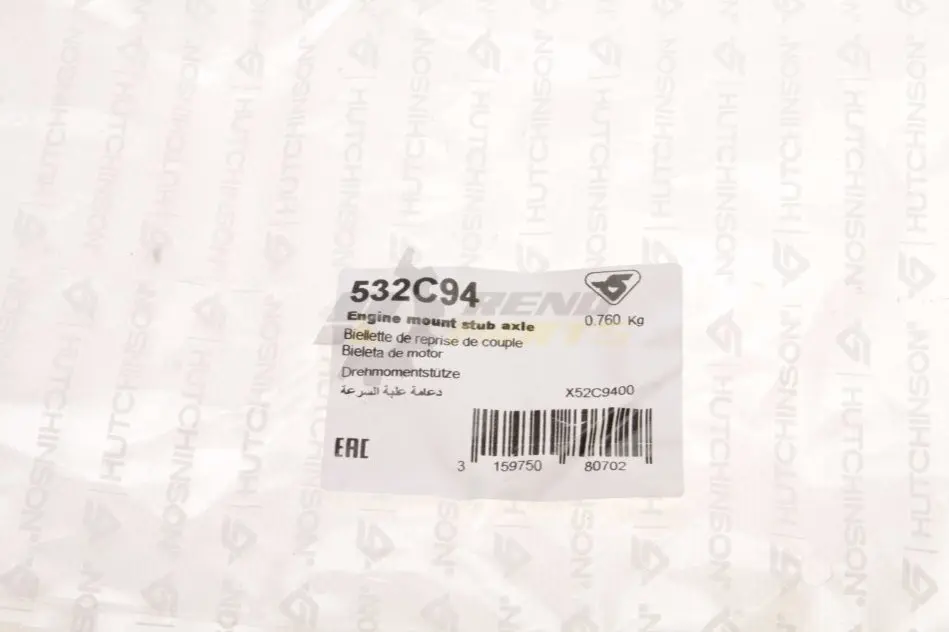 532C94
Engine mount stub axle
0.760 Kg
Biellette de reprise de couple
Bieleta de motor
Drehmomentstütze
دعامة علبة السرعة
X52C9400
EAC
3 159750 80702
HUTCHINSON®